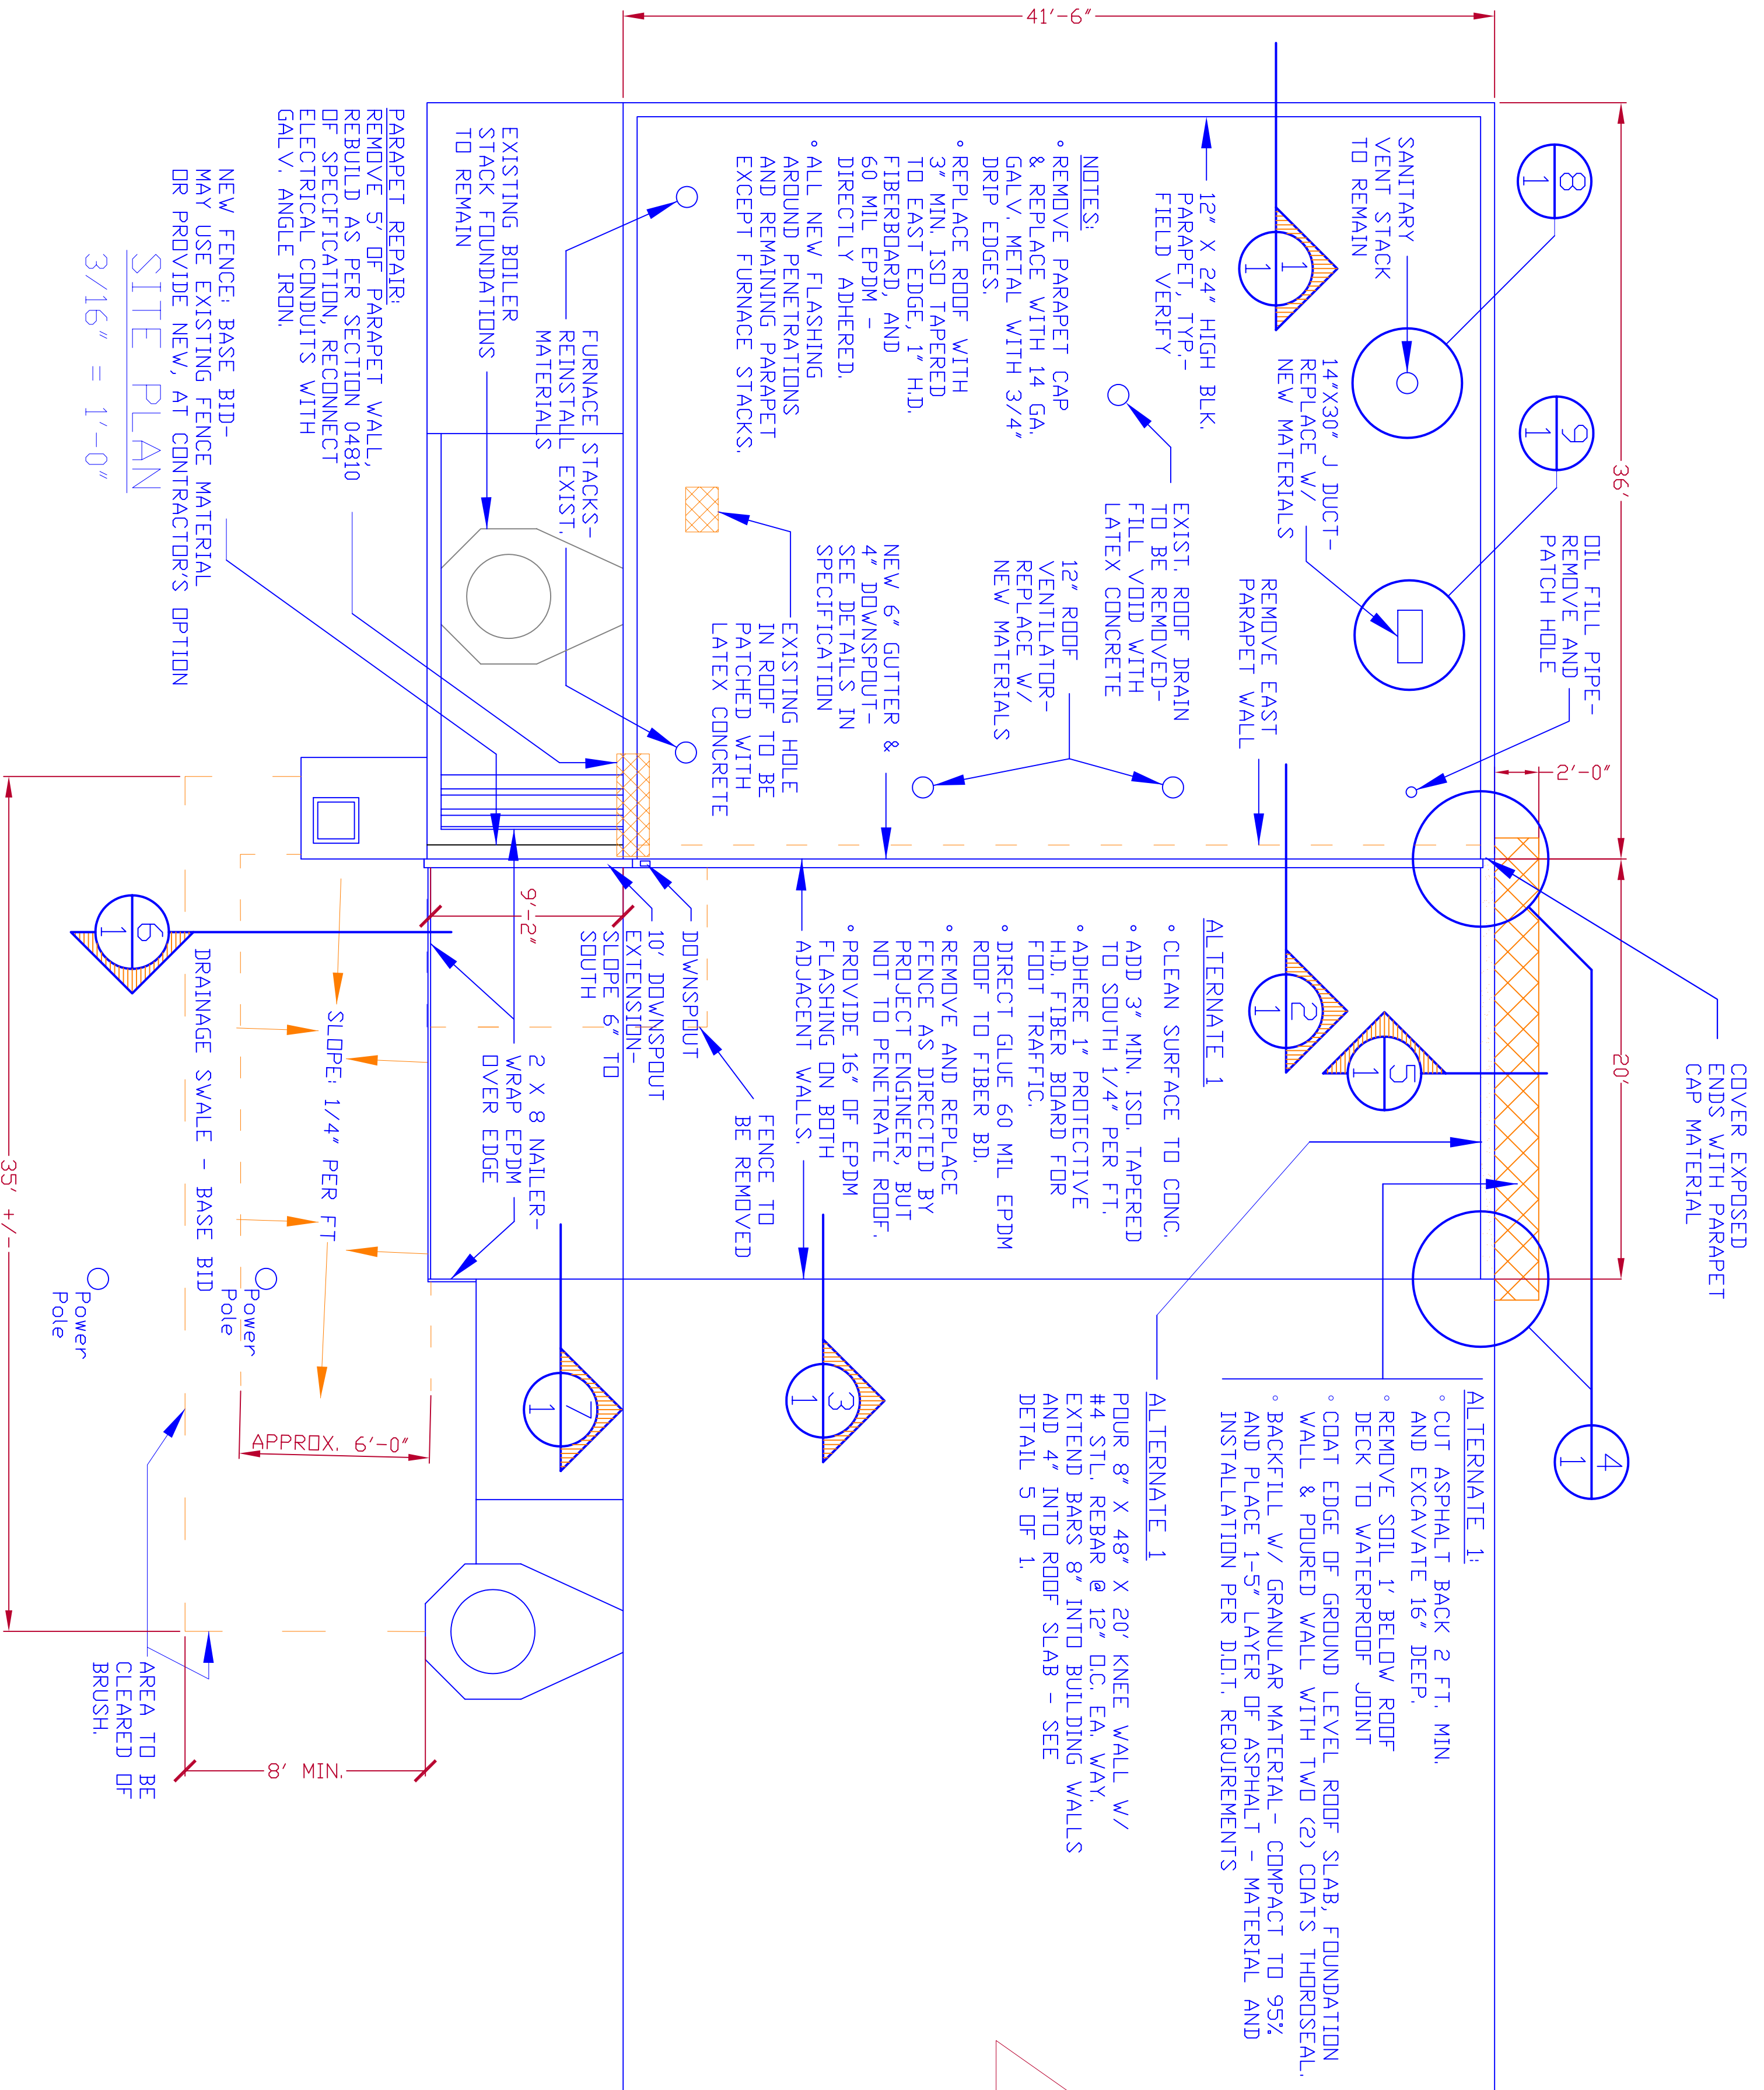 41'-6"
36'
20'
2'-0"
8
1
9
1
SANITARY
VENT STACK
TO REMAIN
14"X30" J DUCT-
REPLACE W/
NEW MATERIALS
OIL FILL PIPE-
REMOVE AND
PATCH HOLE
COVER EXPOSED
ENDS WITH PARAPET
CAP MATERIAL
4
1
1
1
12" X 24" HIGH BLK.
PARAPET, TYP.-
FIELD VERIFY
REMOVE EAST
PARAPET WALL
EXIST. ROOF DRAIN
TO BE REMOVED-
FILL VOID WITH
LATEX CONCRETE
12" ROOF
VENTILATOR-
REPLACE W/
NEW MATERIALS
NOTES:
° REMOVE PARAPET CAP
& REPLACE WITH 14 GA.
GALV. METAL WITH 3/4"
DRIP EDGES.
° REPLACE ROOF WITH
3" MIN. ISO TAPERED
TO EAST EDGE, 1" H.D.
FIBERBOARD, AND
60 MIL EPDM -
DIRECTLY ADHERED.
° ALL NEW FLASHING
AROUND PENETRATIONS
AND REMAINING PARAPET
EXCEPT FURNACE STACKS.
NEW 6" GUTTER &
4" DOWNSPOUT-
SEE DETAILS IN
SPECIFICATION
EXISTING HOLE
IN ROOF TO BE
PATCHED WITH
LATEX CONCRETE
FURNACE STACKS-
REINSTALL EXIST.
MATERIALS
EXISTING BOILER
STACK FOUNDATIONS
TO REMAIN
PARAPET REPAIR:
REMOVE 5' OF PARAPET WALL,
REBUILD AS PER SECTION 04810
OF SPECIFICATION, RECONNECT
ELECTRICAL CONDUITS WITH
GALV. ANGLE IRON.
NEW FENCE: BASE BID-
MAY USE EXISTING FENCE MATERIAL
OR PROVIDE NEW, AT CONTRACTOR'S OPTION
SITE PLAN
3/16" = 1'-0"
2
1
5
1
ALTERNATE 1
° CLEAN SURFACE TO CONC.
° ADD 3" MIN. ISO. TAPERED
TO SOUTH 1/4" PER FT.
° ADHERE 1" PROTECTIVE
H.D. FIBER BOARD FOR
FOOT TRAFFIC.
° DIRECT GLUE 60 MIL EPDM
ROOF TO FIBER BD.
° REMOVE AND REPLACE
FENCE AS DIRECTED BY
PROJECT ENGINEER, BUT
NOT TO PENETRATE ROOF.
° PROVIDE 16" OF EPDM
FLASHING ON BOTH
ADJACENT WALLS.
DOWNSPOUT
10' DOWNSPOUT
EXTENSION-
SLOPE 6" TO
SOUTH
FENCE TO
BE REMOVED
9'-2"
2 X 8 NAILER-
WRAP EPDM
OVER EDGE
3
1
7
1
6
1
SLOPE: 1/4" PER FT
DRAINAGE SWALE - BASE BID
Power
Pole
Power
Pole
35' +/-
ALTERNATE 1:
° CUT ASPHALT BACK 2 FT. MIN.
AND EXCAVATE 16" DEEP.
° REMOVE SOIL 1' BELOW ROOF
DECK TO WATERPROOF JOINT
° COAT EDGE OF GROUND LEVEL ROOF SLAB, FOUNDATION
WALL & POURED WALL WITH TWO (2) COATS THOROSEAL.
° BACKFILL W/ GRANULAR MATERIAL- COMPACT TO 95%
AND PLACE 1-5" LAYER OF ASPHALT - MATERIAL AND
INSTALLATION PER D.O.T. REQUIREMENTS
ALTERNATE 1
POUR 8" X 48" X 20' KNEE WALL W/
#4 STL. REBAR @ 12" O.C. EA. WAY.
EXTEND BARS 8" INTO BUILDING WALLS
AND 4" INTO ROOF SLAB - SEE
DETAIL 5 OF 1.
APPROX. 6'-0"
8' MIN.
AREA TO BE
CLEARED OF
BRUSH.